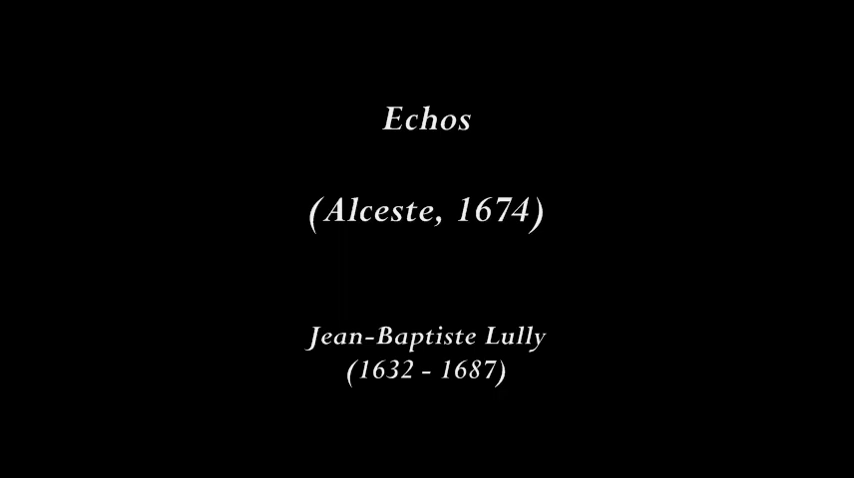 Echos
(Alceste, 1674)
Jean-Baptiste Lully
(1632 - 1687)